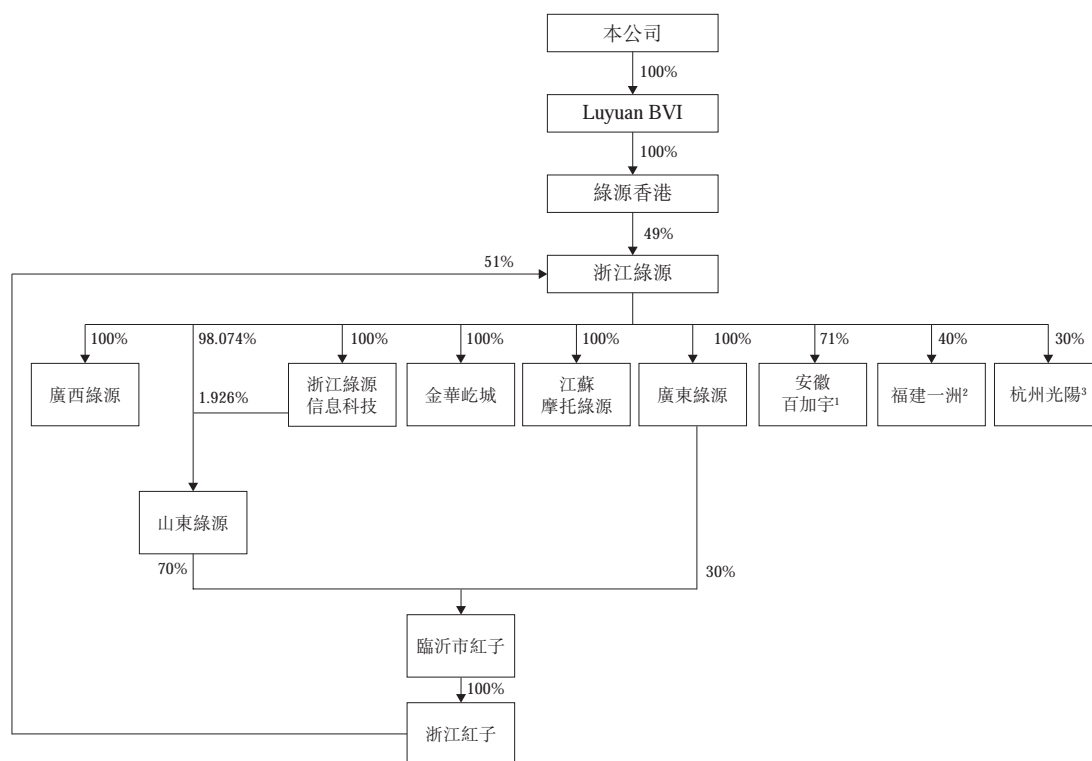 本公司
100%
Luyuan BVI
100%
綠源香港
49%
51%
浙江綠源
100%
98.074%
100%
100%
100%
100%
71%
40%
30%
廣西綠源
1.926%
浙江綠源
信息科技
金華屹城
江蘇
摩托綠源
廣東綠源
安徽
百加宇¹
福建一洲²
杭州光陽³
山東綠源
70%
30%
臨沂市紅子
100%
浙江紅子